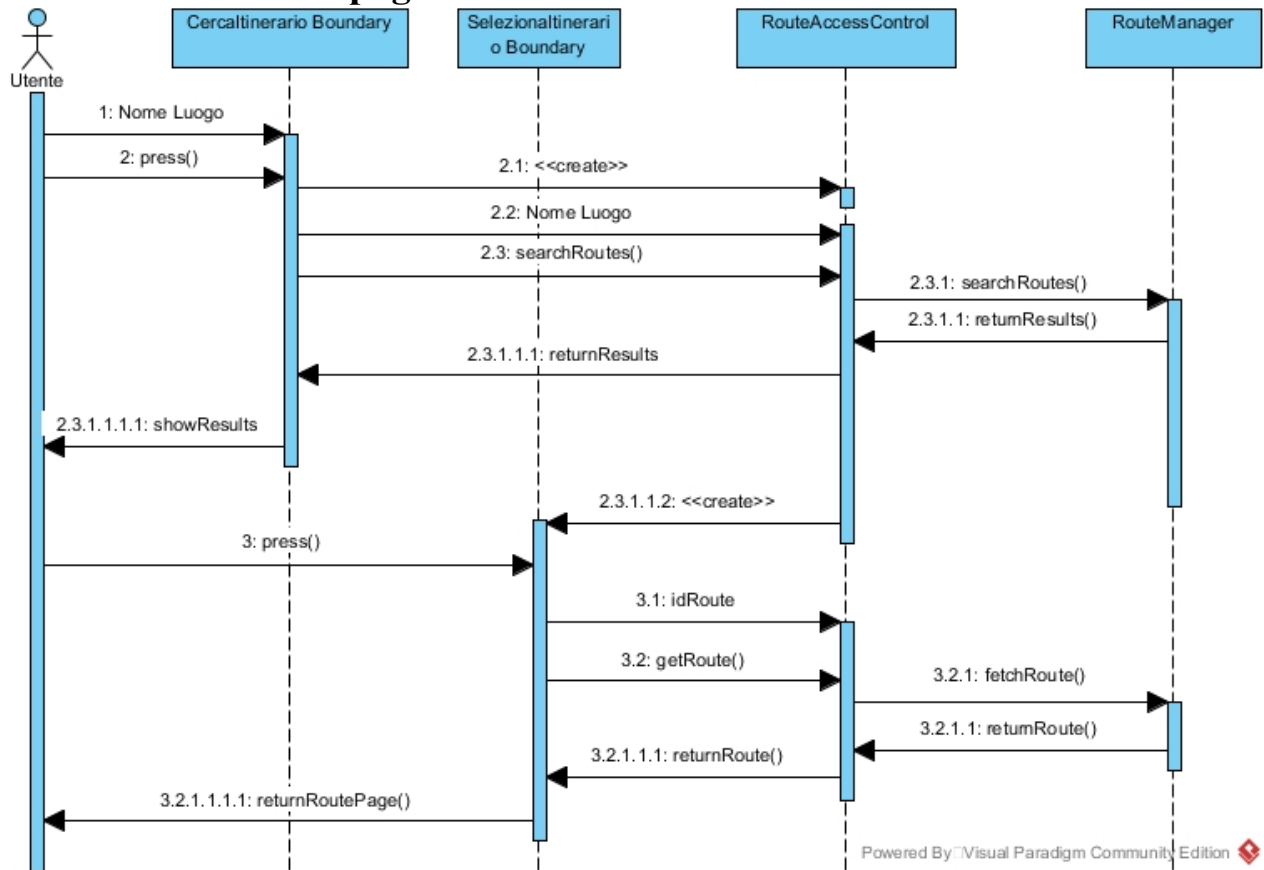 pag
CercaItinerario Boundary
SelezionaItinerari
o Boundary
RouteAccessControl
RouteManager
Utente
1: Nome Luogo
2: press()
2.1: <<create>>
2.2: Nome Luogo
2.3: searchRoutes()
2.3.1: searchRoutes()
2.3.1.1: returnResults()
2.3.1.1.1: returnResults
2.3.1.1.1.1: showResults
2.3.1.1.2: <<create>>
3: press()
3.1: idRoute
3.2: getRoute()
3.2.1: fetchRoute()
3.2.1.1: returnRoute()
3.2.1.1.1: returnRoute()
3.2.1.1.1.1: returnRoutePage()
Powered By Visual Paradigm Community Edition